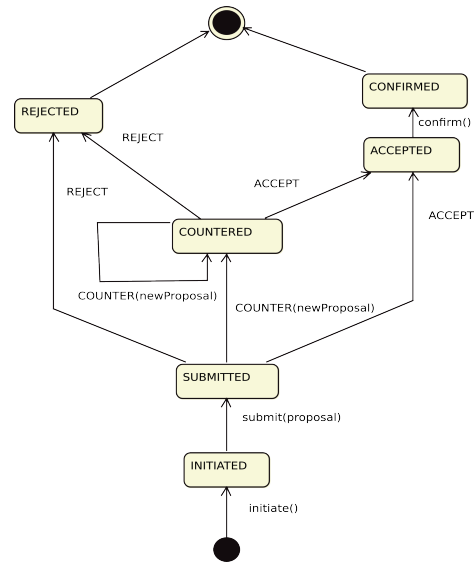 CONFIRMED
REJECTED
confirm()
REJECT
ACCEPTED
ACCEPT
REJECT
ACCEPT
COUNTERED
COUNTER(newProposal)
COUNTER(newProposal)
SUBMITTED
submit(proposal)
INITIATED
initiate()